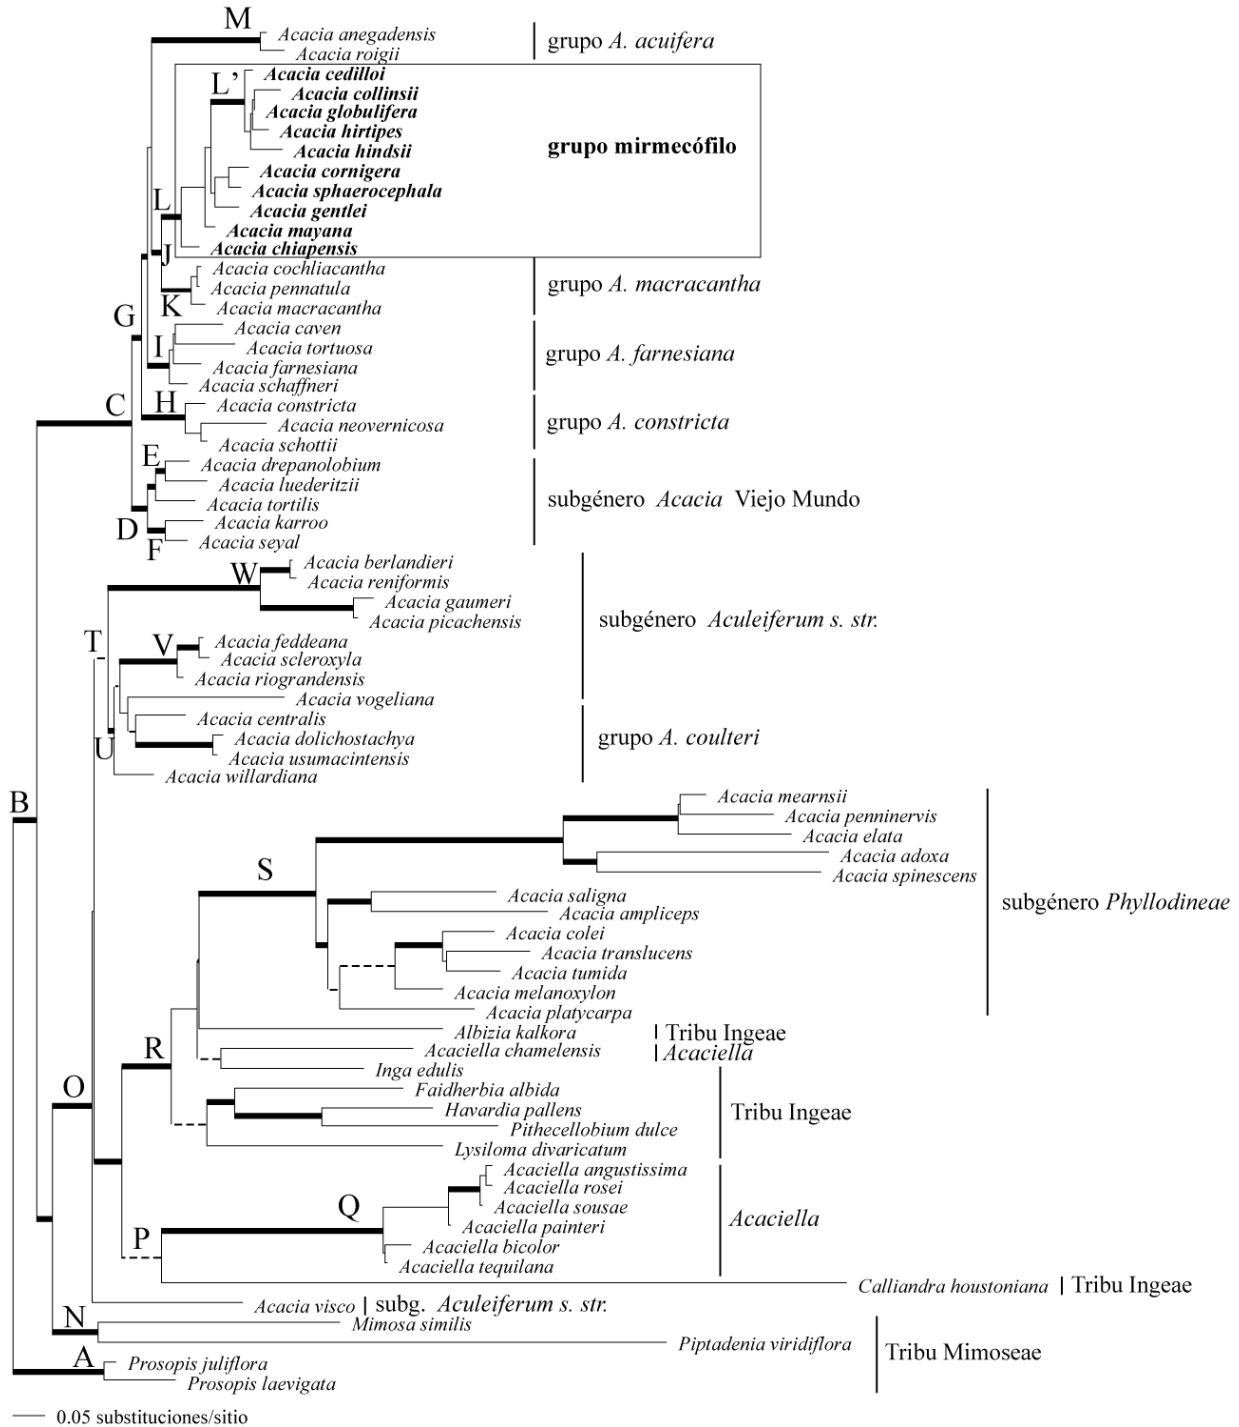 M
Acacia anegadensis
Acacia roigii
grupo A. acuifera
L’
Acacia cedilloi
Acacia collinsii
Acacia globulifera
Acacia hirtipes
Acacia hindsii
Acacia cornigera
Acacia sphaerocephala
Acacia gentlei
Acacia mayana
Acacia chiapensis
grupo mirmecófilo
L
J
Acacia cochliacantha
Acacia pennatula
Acacia macracantha
grupo A. macracantha
K
G
Acacia caven
Acacia tortuosa
Acacia farnesiana
Acacia schaffneri
grupo A. farnesiana
I
C
H
Acacia constricta
Acacia neovernicosa
Acacia schottii
grupo A. constricta
E
Acacia drepanolobium
Acacia luederitzii
Acacia tortilis
Acacia karroo
Acacia seyal
subgénero Acacia Viejo Mundo
D
F
W
Acacia berlandieri
Acacia reniformis
Acacia gaumeri
Acacia picachensis
subgénero Aculeiferum s. str.
T
V
Acacia feddeana
Acacia scleroxyla
Acacia riograndensis
Acacia vogeliana
Acacia centralis
Acacia dolichostachya
Acacia usumacintensis
Acacia willardiana
grupo A. coulteri
U
B
Acacia mearnsii
Acacia penninervis
Acacia elata
Acacia adoxa
Acacia spinescens
S
Acacia saligna
Acacia ampliceps
Acacia colei
Acacia translucens
Acacia tumida
Acacia melanoxylon
Acacia platycarpa
subgénero Phyllodineae
Albizia kalkora
Tribu Ingeae
Acaciella chamelensis
Acaciella
Inga edulis
R
O
Faidherbia albida
Havardia pallens
Pithecellobium dulce
Lysiloma divaricatum
Tribu Ingeae
Acaciella angustissima
Acaciella rosei
Acaciella sousae
Acaciella painteri
Acaciella bicolor
Acaciella tequilana
Acaciella
Q
P
Calliandra houstoniana
Tribu Ingeae
Acacia visco
subg. Aculeiferum s. str.
N
Mimosa similis
Piptadenia viridiflora
Tribu Mimoseae
A
Prosopis juliflora
Prosopis laevigata
0.05 substituciones/sitio